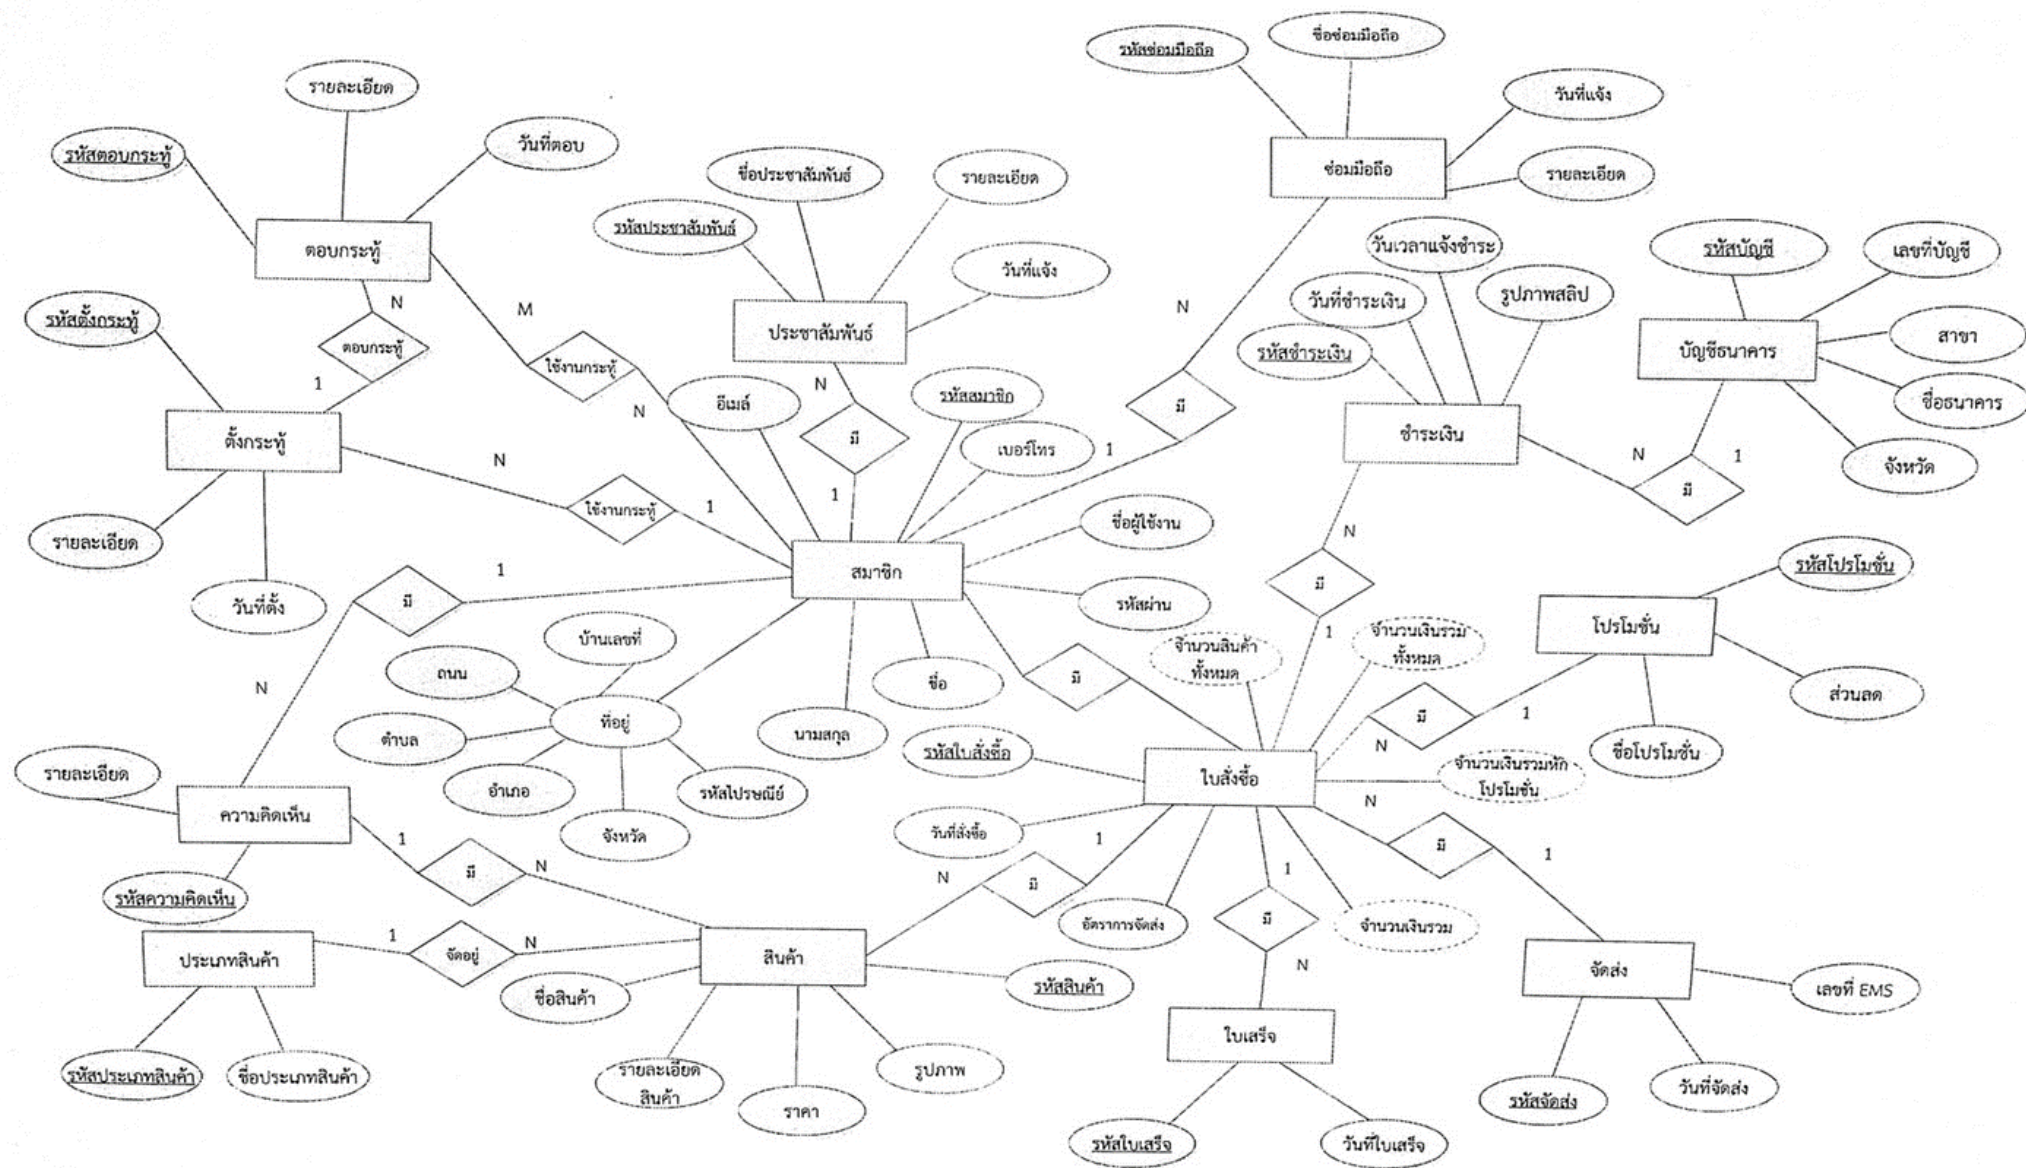 รหัสซ่อมมือถือ
ชื่อซ่อมมือถือ
วันที่แจ้ง
ซ่อมมือถือ
รายละเอียด
รายละเอียด
รหัสตอบกระทู้
วันที่ตอบ
ตอบกระทู้
ชื่อประชาสัมพันธ์
รายละเอียด
รหัสประชาสัมพันธ์
วันที่แจ้ง
ประชาสัมพันธ์
วันเวลาแจ้งชำระ
วันที่ชำระเงิน
รูปภาพสลิป
รหัสชำระเงิน
ชำระเงิน
รหัสบัญชี
เลขที่บัญชี
สาขา
บัญชีธนาคาร
ชื่อธนาคาร
จังหวัด
N
M
N
N
รหัสตั้งกระทู้
ตอบกระทู้
ใช้งานกระทู้
1
N
ตั้งกระทู้
อีเมล์
มี
รหัสสมาชิก
เบอร์โทร
มี
1
N
1
มี
N
ใช้งานกระทู้
1
1
รายละเอียด
วันที่ตั้ง
ชื่อผู้ใช้งาน
N
มี
1
รหัสโปรโมชั่น
มี
1
สมาชิก
รหัสผ่าน
โปรโมชั่น
N
บ้านเลขที่
ถนน
ที่อยู่
ตำบล
อำเภอ
จังหวัด
รหัสไปรษณีย์
ชื่อ
นามสกุล
มี
จำนวนสินค้า
ทั้งหมด
จำนวนเงินรวม
ทั้งหมด
มี
N
1
ส่วนลด
ชื่อโปรโมชั่น
รหัสใบสั่งซื้อ
ใบสั่งซื้อ
จำนวนเงินรวมหัก
โปรโมชั่น
รายละเอียด
ความคิดเห็น
รหัสความคิดเห็น
1
มี
N
วันที่สั่งซื้อ
N
มี
1
อัตราการจัดส่ง
1
มี
N
จำนวนเงินรวม
N
มี
1
ประเภทสินค้า
1
จัดอยู่
N
สินค้า
ชื่อสินค้า
รหัสสินค้า
จัดส่ง
เลขที่ EMS
ใบเสร็จ
รหัสประเภทสินค้า
ชื่อประเภทสินค้า
รายละเอียด
สินค้า
ราคา
รูปภาพ
รหัสใบเสร็จ
วันที่ใบเสร็จ
รหัสจัดส่ง
วันที่จัดส่ง